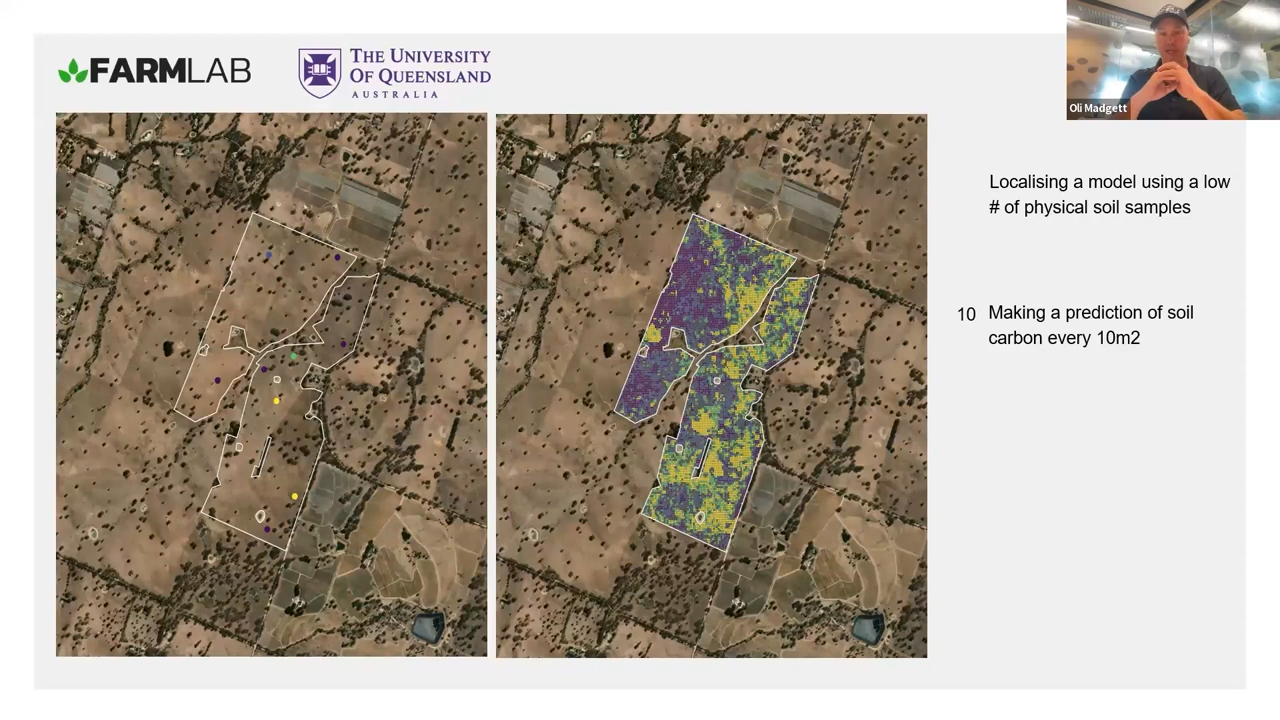 FARMLAB
THE UNIVERSITY
OF QUEENSLAND
AUSTRALIA
Oli Madgett
Localising a model using a low
# of physical soil samples
10 Making a prediction of soil
carbon every 10m2